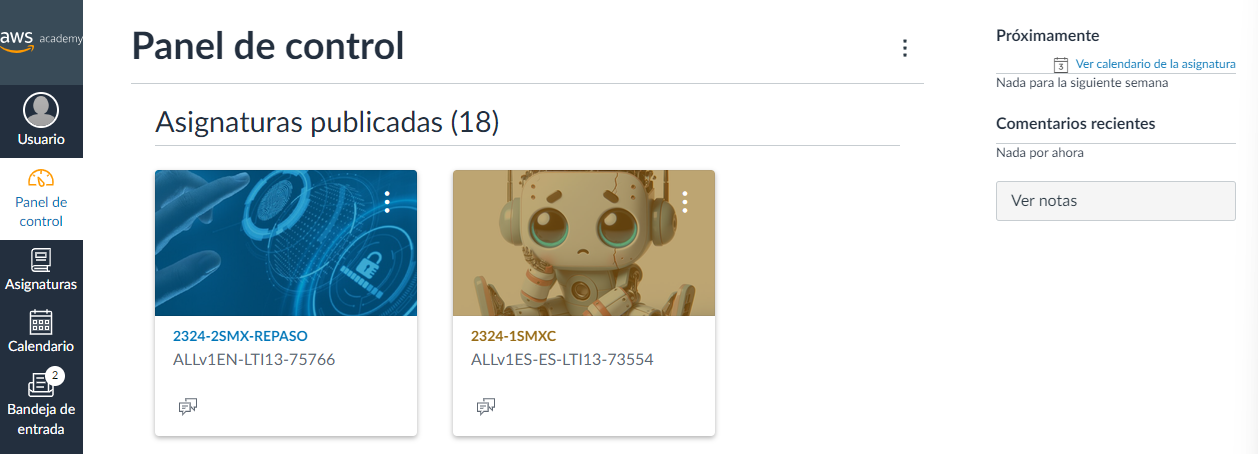 aws academy
Usuario
Panel de
control
Asignaturas
Calendario
2
Bandeja de
entrada
Panel de control
Asignaturas publicadas (18)
2324-2SMX-REPASO
ALLv1EN-LTI13-75766
2324-1SMXC
ALLv1ES-ES-LTI13-73554
Próximamente
3 Ver calendario de la asignatura
Nada para la siguiente semana
Comentarios recientes
Nada por ahora
Ver notas